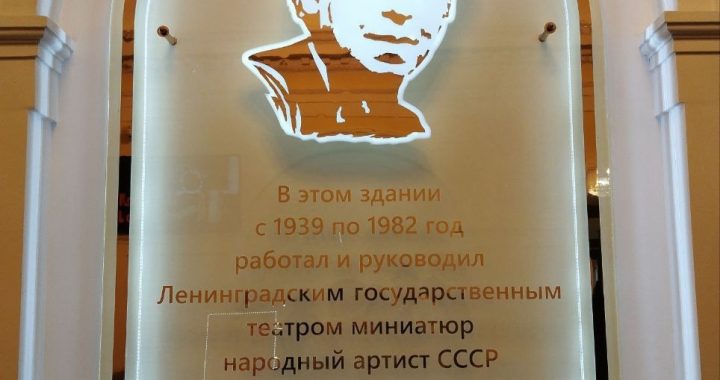 В этом здании
с 1939 по 1982 год
работал и руководил
Ленинградским государственным
театром миниатюр
народный артист СССР